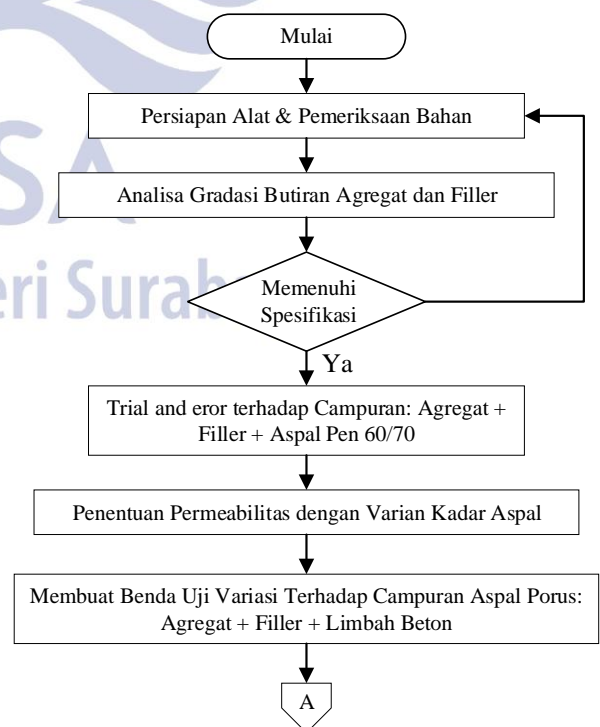 Mulai
Persiapan Alat & Pemeriksaan Bahan
Analisa Gradasi Butiran Agregat dan Filler
Memenuhi
Spesifikasi
Ya
Trial and eror terhadap Campuran: Agregat +
Filler + Aspal Pen 60/70
Penentuan Permeabilitas dengan Varian Kadar Aspal
Membuat Benda Uji Variasi Terhadap Campuran Aspal Porus:
Agregat + Filler + Limbah Beton
A